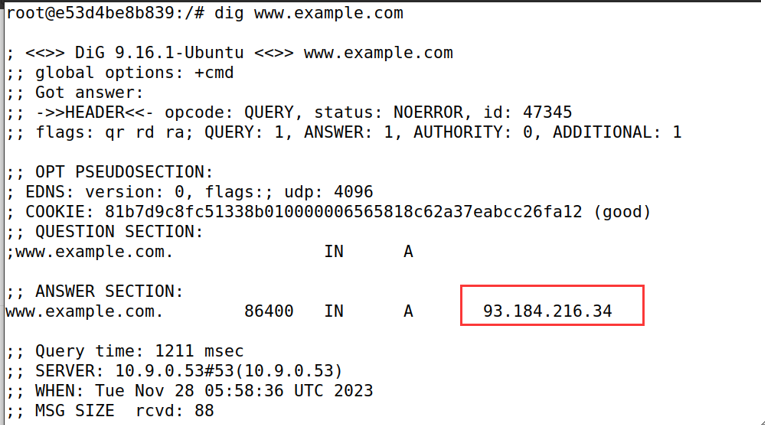 root@e53d4be8b839:/# dig www.example.com
; <<>> DiG 9.16.1-Ubuntu <<>> www.example.com
;; global options: +cmd
;; Got answer:
;; ->>HEADER<<- opcode: QUERY, status: NOERROR, id: 47345
;; flags: qr rd ra; QUERY: 1, ANSWER: 1, AUTHORITY: 0, ADDITIONAL: 1
;; OPT PSEUDOSECTION:
; EDNS: version: 0, flags:; udp: 4096
; COOKIE: 81b7d9c8fc51338b010000006565818c62a37eabcc26fa12 (good)
;; QUESTION SECTION:
;www.example.com. IN A
;; ANSWER SECTION:
www.example.com. 86400 IN A 93.184.216.34
;; Query time: 1211 msec
;; SERVER: 10.9.0.53#53(10.9.0.53)
;; WHEN: Tue Nov 28 05:58:36 UTC 2023
;; MSG SIZE rcvd: 88